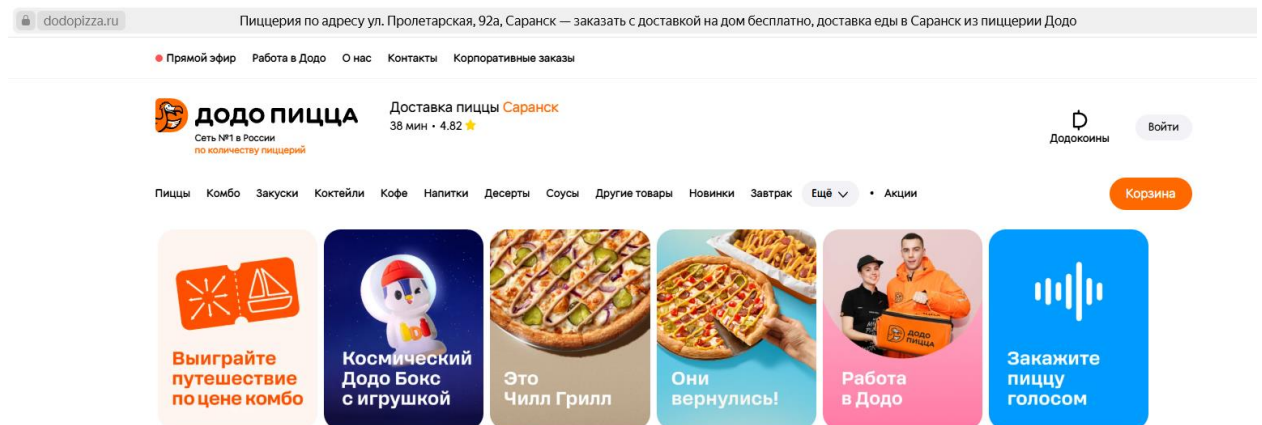 dodopizza.ru Пиццерия по адресу ул. Пролетарская, 92а, Саранск — заказать с доставкой на дом бесплатно, доставка еды в Саранск из пиццерии Додо
Прямой эфир Работа в Додо О нас Контакты Корпоративные заказы
ДОДО ПИЦЦА
Сеть №1 в России
по количеству пиццерий
Доставка пиццы Саранск
38 мин • 4.82
Додокоины
Войти
Пиццы Комбо Закуски Коктейли Кофе Напитки Десерты Соусы Другие товары Новинки Завтрак Ещё • Акции
Корзина
Выиграйте
путешествие
по цене комбо
Космический
Додо Бокс
с игрушкой
Это
Чилл Грилл
Они
вернулись!
ДОДО
ПИЦЦА
Работа
в Додо
Закажите
пиццу
голосом